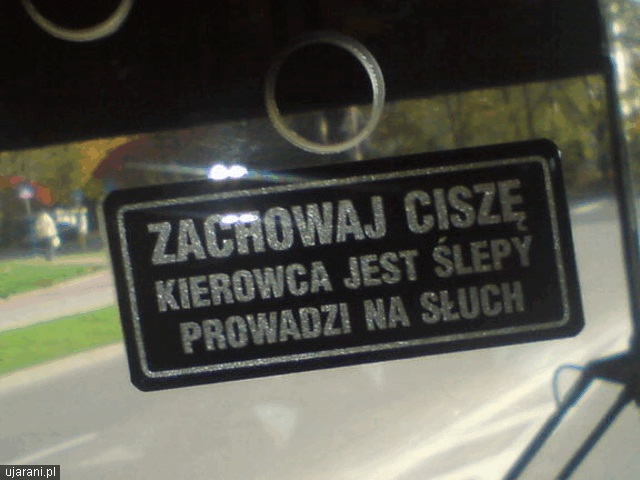 ZACHOWAJ CISZĘ
KIEROWCA JEST ŚLEPY
PROWADZI NA SŁUCH
ujarani.pl